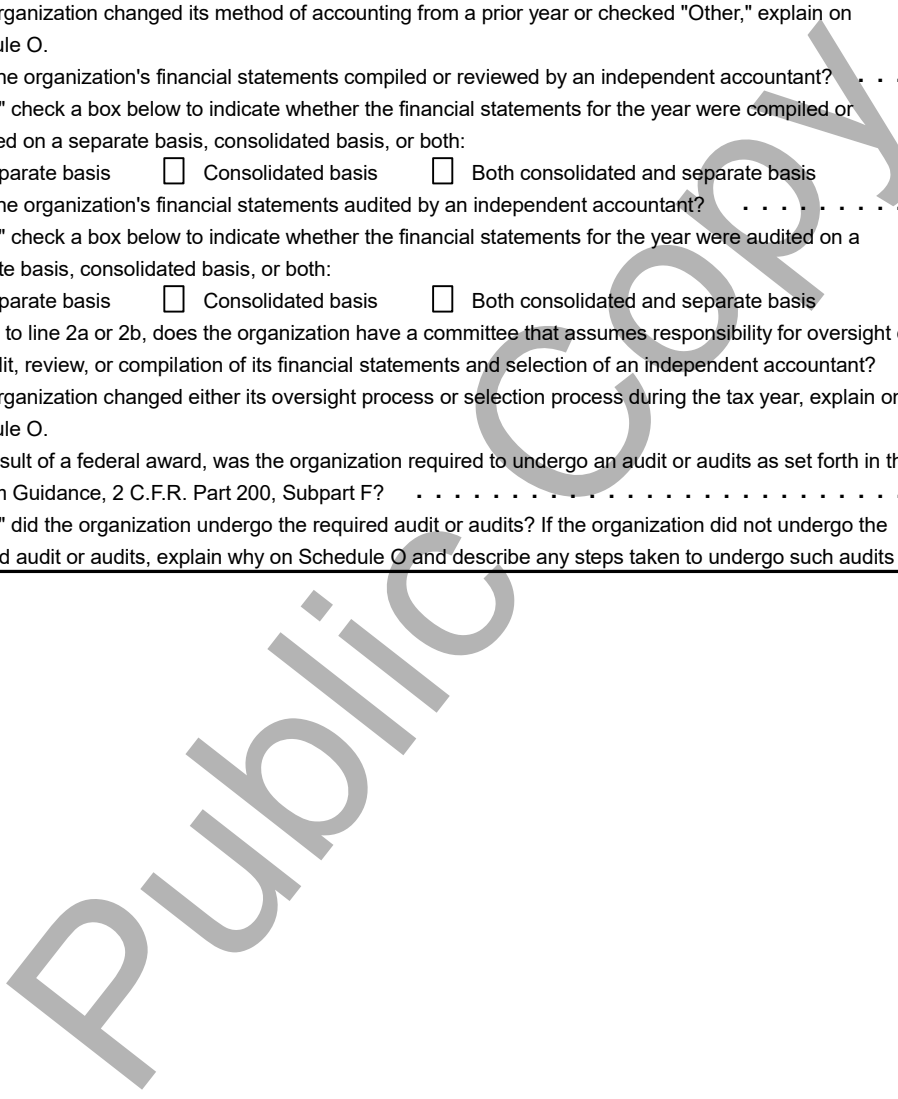 rganization changed its method of accounting from a prior year or checked "Other," explain on
ule O.
he organization's financial statements compiled or reviewed by an independent accountant? . .
" check a box below to indicate whether the financial statements for the year were compiled or
ed on a separate basis, consolidated basis, or both:
parate basis Consolidated basis Both consolidated and separate basis
he organization's financial statements audited by an independent accountant? . . . . . . . . .
" check a box below to indicate whether the financial statements for the year were audited on a
te basis, consolidated basis, or both:
parate basis Consolidated basis Both consolidated and separate basis
to line 2a or 2b, does the organization have a committee that assumes responsibility for oversight
lit, review, or compilation of its financial statements and selection of an independent accountant?
rganization changed either its oversight process or selection process during the tax year, explain on
ule O.
sult of a federal award, was the organization required to undergo an audit or audits as set forth in th
n Guidance, 2 C.F.R. Part 200, Subpart F? . . . . . . . . . . . . . . . . . . . . . . . . . .
" did the organization undergo the required audit or audits? If the organization did not undergo the
d audit or audits, explain why on Schedule O and describe any steps taken to undergo such audits
Public Copy